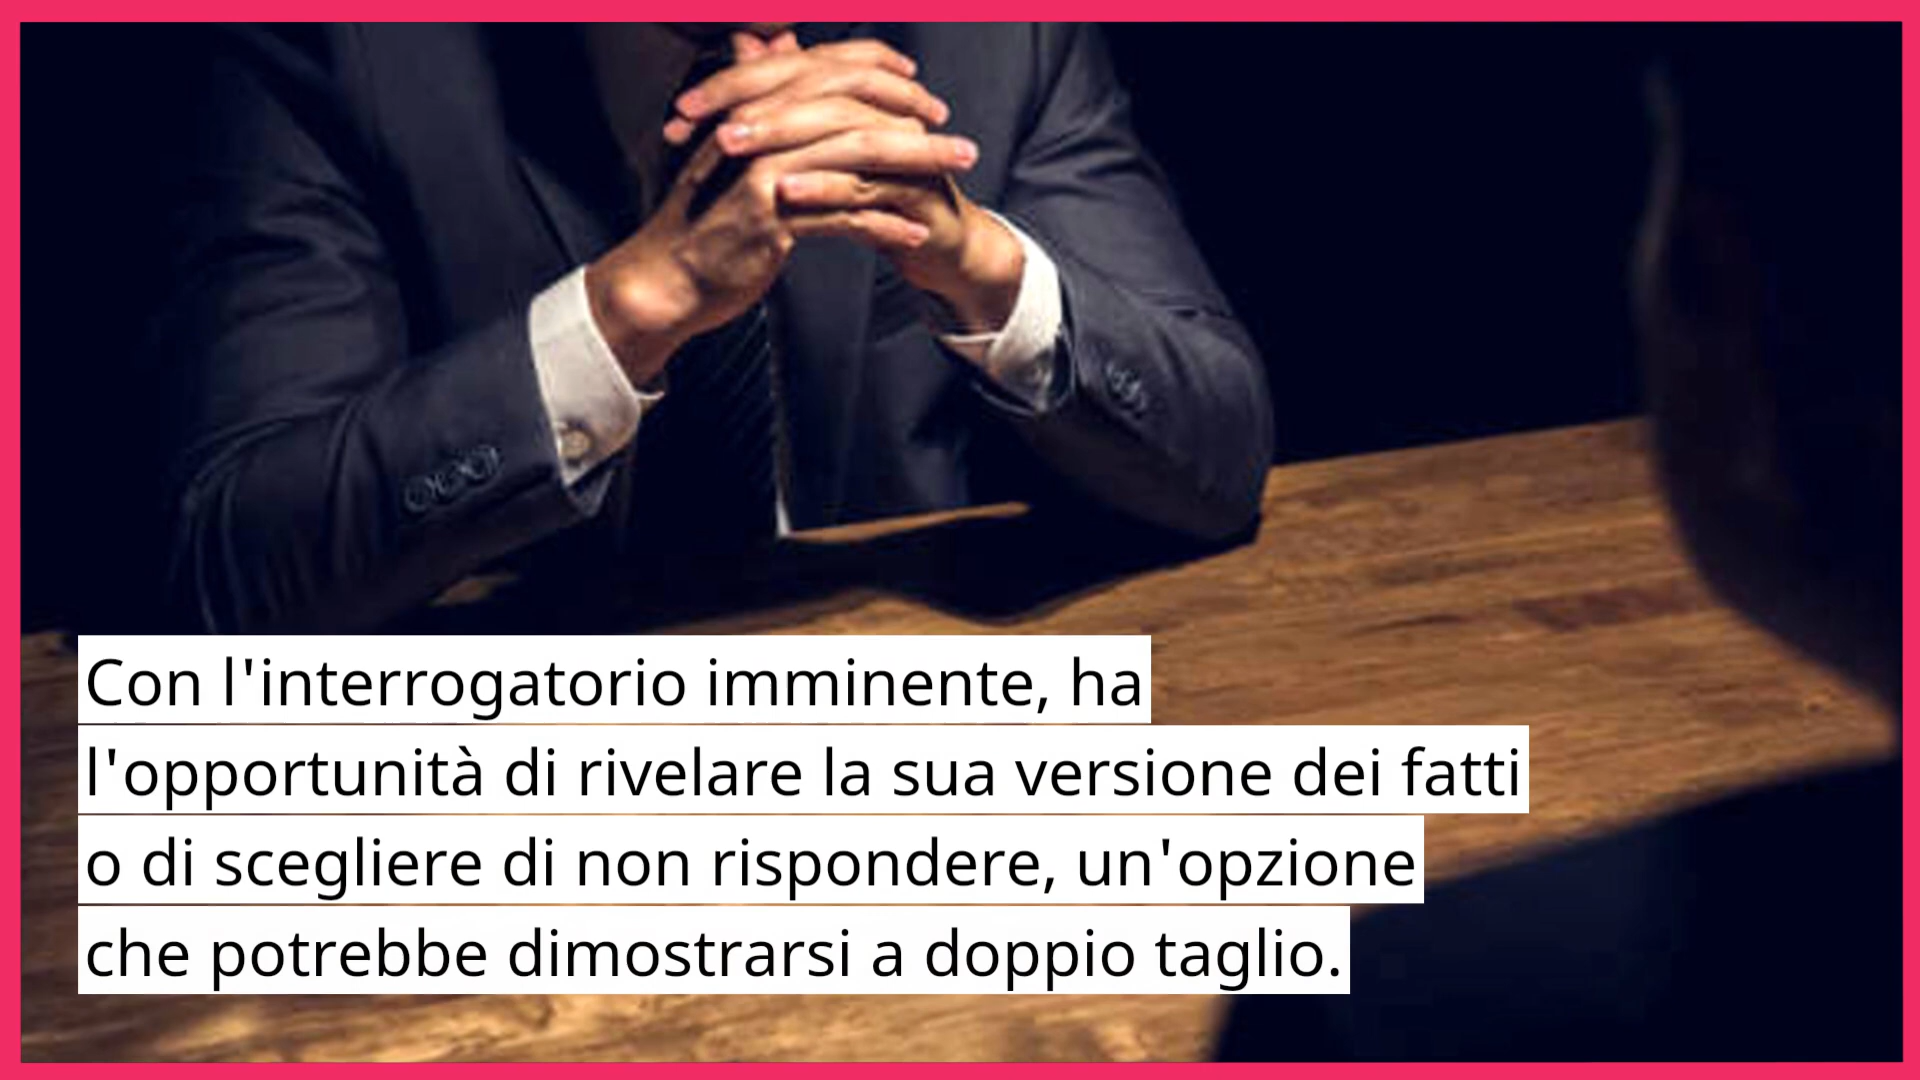 Con l'interrogatorio imminente, ha
l'opportunità di rivelare la sua versione dei fatti
o di scegliere di non rispondere, un'opzione
che potrebbe dimostrarsi a doppio taglio.